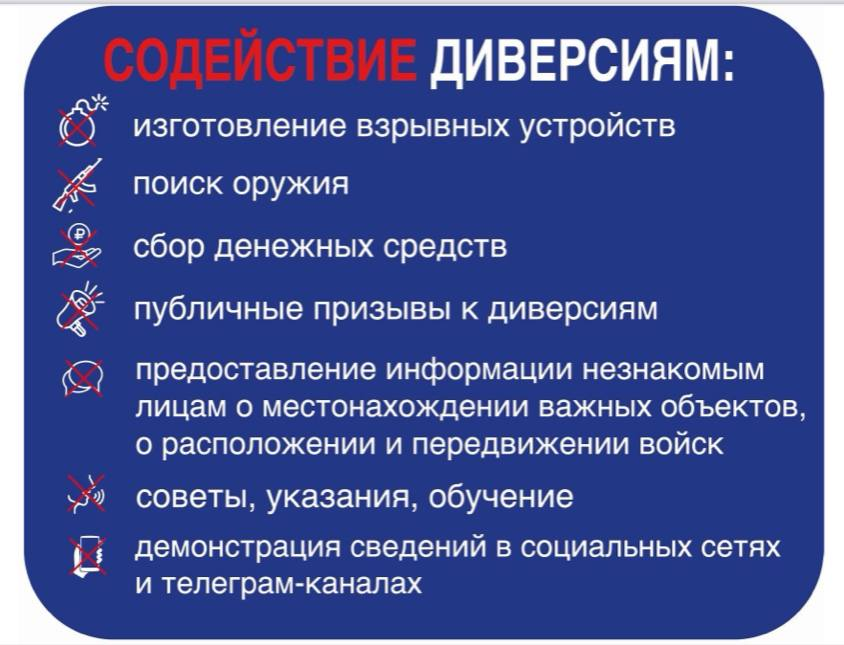 СОДЕЙСТВИЕ ДИВЕРСИЯМ:
изготовление взрывных устройств
поиск оружия
₽
сбор денежных средств
публичные призывы к диверсиям
предоставление информации незнакомым
лицам о местонахождении важных объектов,
о расположении и передвижении войск
советы, указания, обучение
демонстрация сведений в социальных сетях
и телеграм-каналах